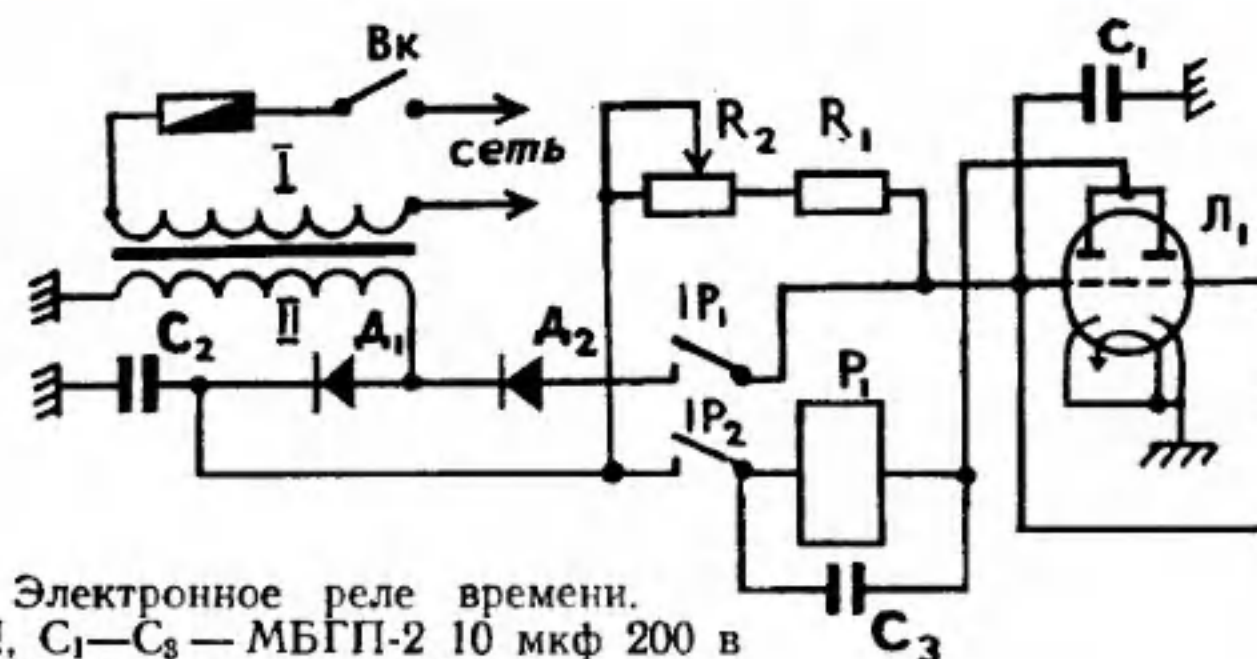 Вк
сеть
I
II
C₂
Д₁
Д₂
R₂
R₁
C₁
Л₁
1P₁
P₁
1P₂
C₃
Электронное реле времени.
C₁—C₃ — МБГП-2 10 мкф 200 в